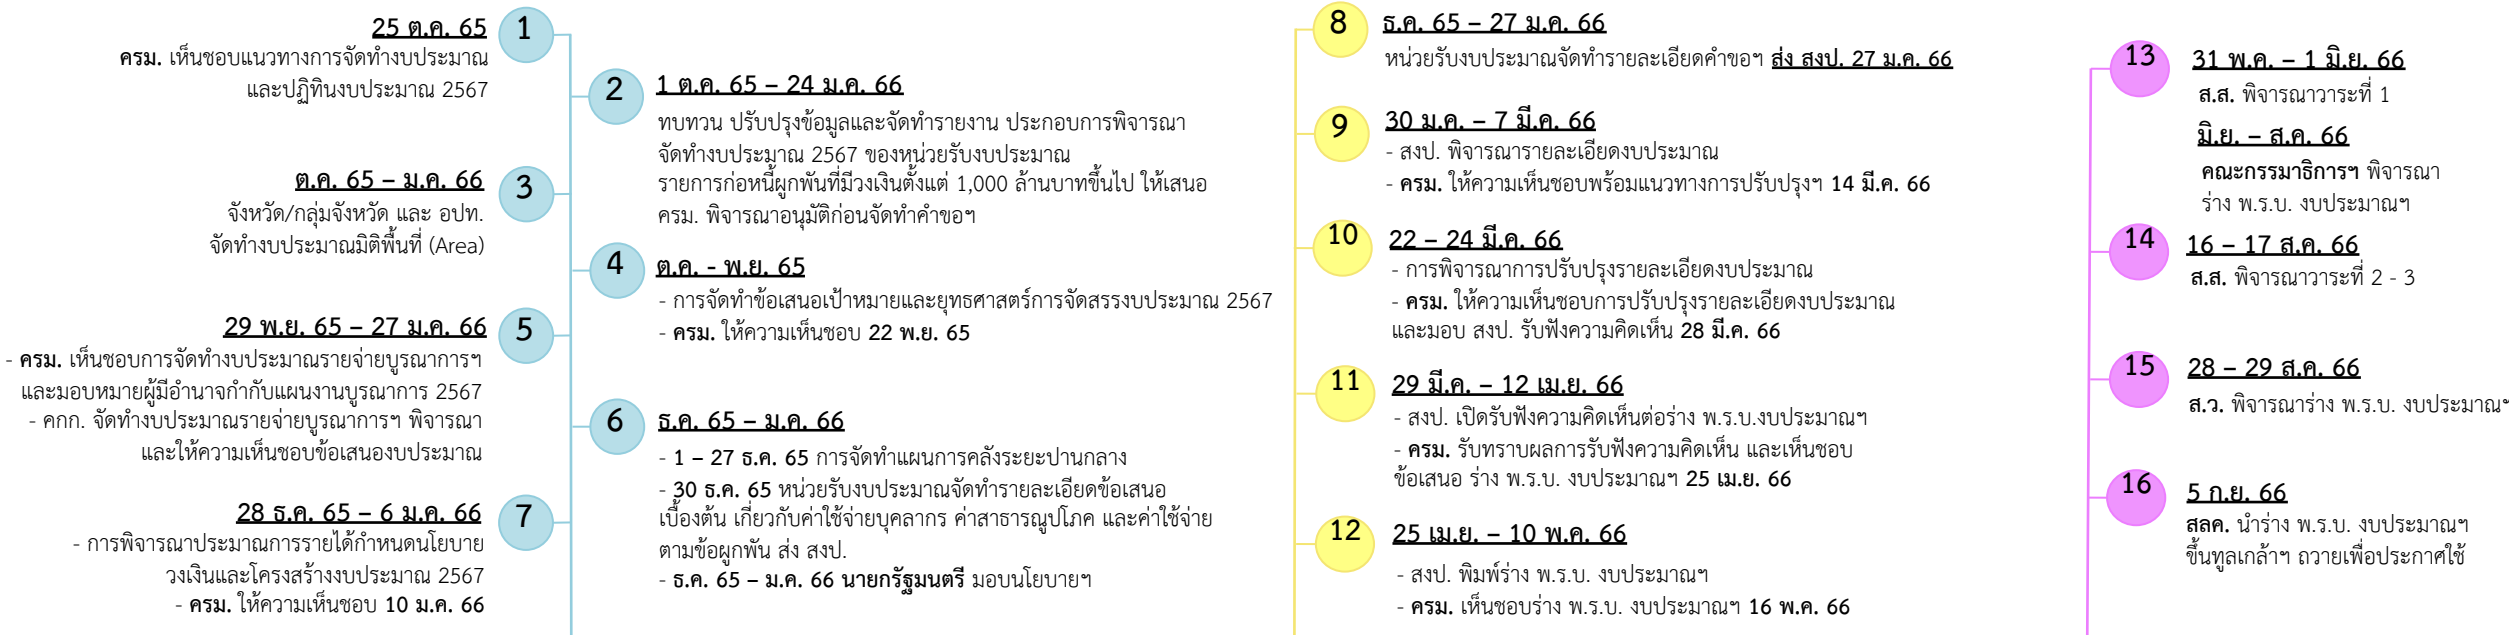 1
25 ต.ค. 65
ครม. เห็นชอบแนวทางการจัดทำงบประมาณ
และปฏิทินงบประมาณ 2567
2
1 ต.ค. 65 – 24 ม.ค. 66
ทบทวน ปรับปรุงข้อมูลและจัดทำรายงาน ประกอบการพิจารณา
จัดทำงบประมาณ 2567 ของหน่วยรับงบประมาณ
รายการก่อหนี้ผูกพันที่มีวงเงินตั้งแต่ 1,000 ล้านบาทขึ้นไป ให้เสนอ
ครม. พิจารณาอนุมัติก่อนจัดทำคำขอฯ
3
ต.ค. 65 – ม.ค. 66
จังหวัด/กลุ่มจังหวัด และ อปท.
จัดทำงบประมาณมิติพื้นที่ (Area)
4
ต.ค. - พ.ย. 65
- การจัดทำข้อเสนอเป้าหมายและยุทธศาสตร์การจัดสรรงบประมาณ 2567
- ครม. ให้ความเห็นชอบ 22 พ.ย. 65
5
29 พ.ย. 65 – 27 ม.ค. 66
- ครม. เห็นชอบการจัดทำงบประมาณรายจ่ายบูรณาการฯ
และมอบหมายผู้มีอำนาจกำกับแผนงานบูรณาการ 2567
- คกก. จัดทำงบประมาณรายจ่ายบูรณาการฯ พิจารณา
และให้ความเห็นชอบข้อเสนองบประมาณ
6
ธ.ค. 65 – ม.ค. 66
- 1 – 27 ธ.ค. 65 การจัดทำแผนการคลังระยะปานกลาง
- 30 ธ.ค. 65 หน่วยรับงบประมาณจัดทำรายละเอียดข้อเสนอ
เบื้องต้น เกี่ยวกับค่าใช้จ่ายบุคลากร ค่าสาธารณูปโภค และค่าใช้จ่าย
ตามข้อผูกพัน ส่ง สงป.
- ธ.ค. 65 – ม.ค. 66 นายกรัฐมนตรี มอบนโยบายฯ
7
28 ธ.ค. 65 – 6 ม.ค. 66
- การพิจารณาประมาณการรายได้กำหนดนโยบาย
วงเงินและโครงสร้างงบประมาณ 2567
- ครม. ให้ความเห็นชอบ 10 ม.ค. 66
8
ธ.ค. 65 – 27 ม.ค. 66
หน่วยรับงบประมาณจัดทำรายละเอียดคำขอฯ ส่ง สงป. 27 ม.ค. 66
9
30 ม.ค. – 7 มี.ค. 66
- สงป. พิจารณารายละเอียดงบประมาณ
- ครม. ให้ความเห็นชอบพร้อมแนวทางการปรับปรุงฯ 14 มี.ค. 66
10
22 – 24 มี.ค. 66
- การพิจารณาการปรับปรุงรายละเอียดงบประมาณ
- ครม. ให้ความเห็นชอบการปรับปรุงรายละเอียดงบประมาณ
และมอบ สงป. รับฟังความคิดเห็น 28 มี.ค. 66
11
29 มี.ค. – 12 เม.ย. 66
- สงป. เปิดรับฟังความคิดเห็นต่อร่าง พ.ร.บ.งบประมาณฯ
- ครม. รับทราบผลการรับฟังความคิดเห็น และเห็นชอบ
ข้อเสนอ ร่าง พ.ร.บ. งบประมาณฯ 25 เม.ย. 66
12
25 เม.ย. – 10 พ.ค. 66
- สงป. พิมพ์ร่าง พ.ร.บ. งบประมาณฯ
- ครม. เห็นชอบร่าง พ.ร.บ. งบประมาณฯ 16 พ.ค. 66
13
31 พ.ค. – 1 มิ.ย. 66
ส.ส. พิจารณาวาระที่ 1
มิ.ย. – ส.ค. 66
คณะกรรมาธิการฯ พิจารณา
ร่าง พ.ร.บ. งบประมาณฯ
14
16 – 17 ส.ค. 66
ส.ส. พิจารณาวาระที่ 2 - 3
15
28 – 29 ส.ค. 66
ส.ว. พิจารณาร่าง พ.ร.บ. งบประมาณฯ
16
5 ก.ย. 66
สลค. นำร่าง พ.ร.บ. งบประมาณฯ
ขึ้นทูลเกล้าฯ ถวายเพื่อประกาศใช้